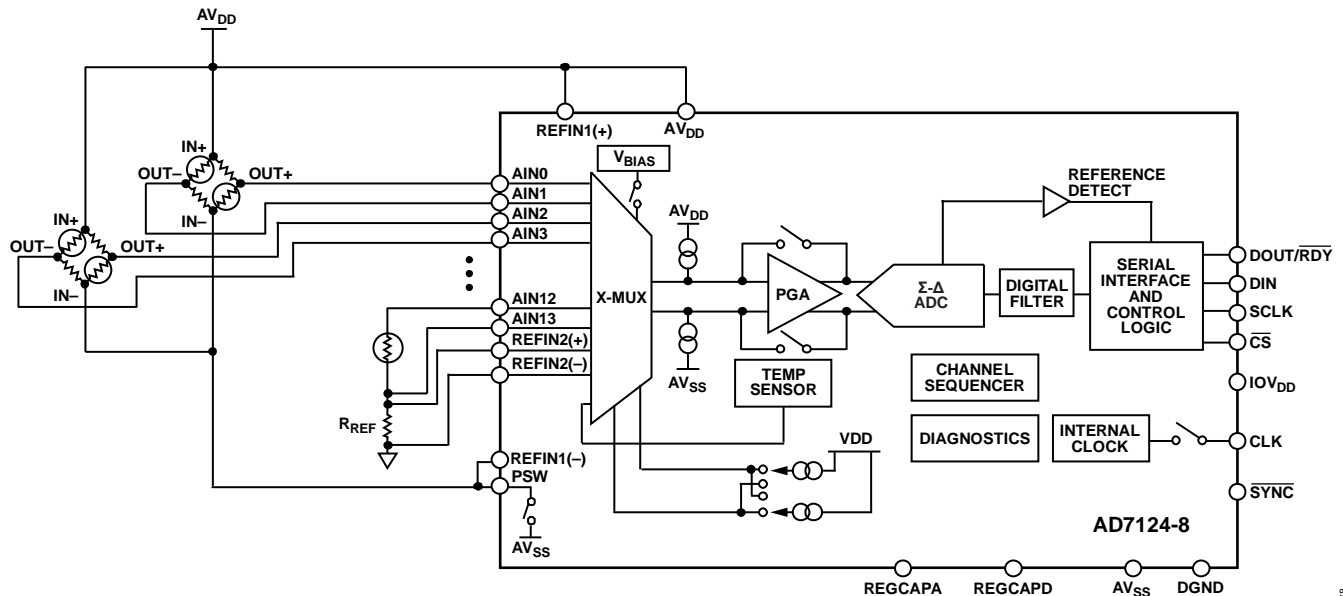 AVDD
REFIN1(+)
AVDD
IN+
OUT–
OUT+
IN–
IN+
OUT–
OUT+
IN–
AIN0
AIN1
AIN2
AIN3
AIN12
AIN13
REFIN2(+)
REFIN2(–)
RREF
REFIN1(–)
PSW
AVSS
VBIAS
X-MUX
AVDD
AVSS
PGA
TEMP
SENSOR
VDD
Σ-Δ
ADC
REFERENCE
DETECT
DIGITAL
FILTER
SERIAL
INTERFACE
AND
CONTROL
LOGIC
CHANNEL
SEQUENCER
DIAGNOSTICS
INTERNAL
CLOCK
DOUT/RDY
DIN
SCLK
CS
IOVDD
CLK
SYNC
AD7124-8
REGCAPA
REGCAPD
AVSS
DGND